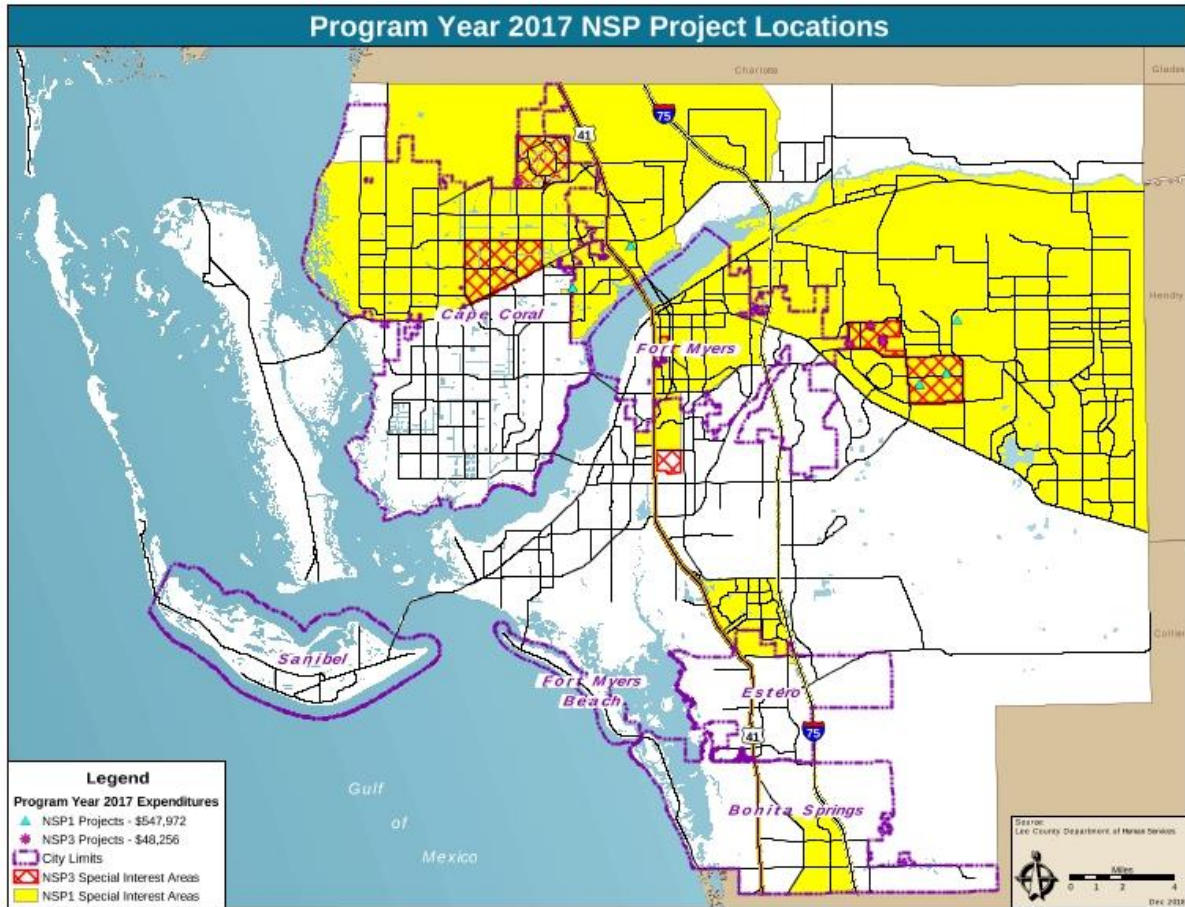 Program Year 2017 NSP Project Locations
Charlotte
Glades
75
41
Hendry
Cape Coral
Fort Myers
Collier
Sanibel
Fort Myers
Beach
Estero
41
75
Bonita Springs
Gulf
of
Mexico
Legend
Program Year 2017 Expenditures
NSP1 Projects - $547,972
NSP3 Projects - $48,256
City Limits
NSP3 Special Interest Areas
NSP1 Special Interest Areas
Source:
Lee County Department of Human Services
Miles
0 1 2 4
Dec 2018